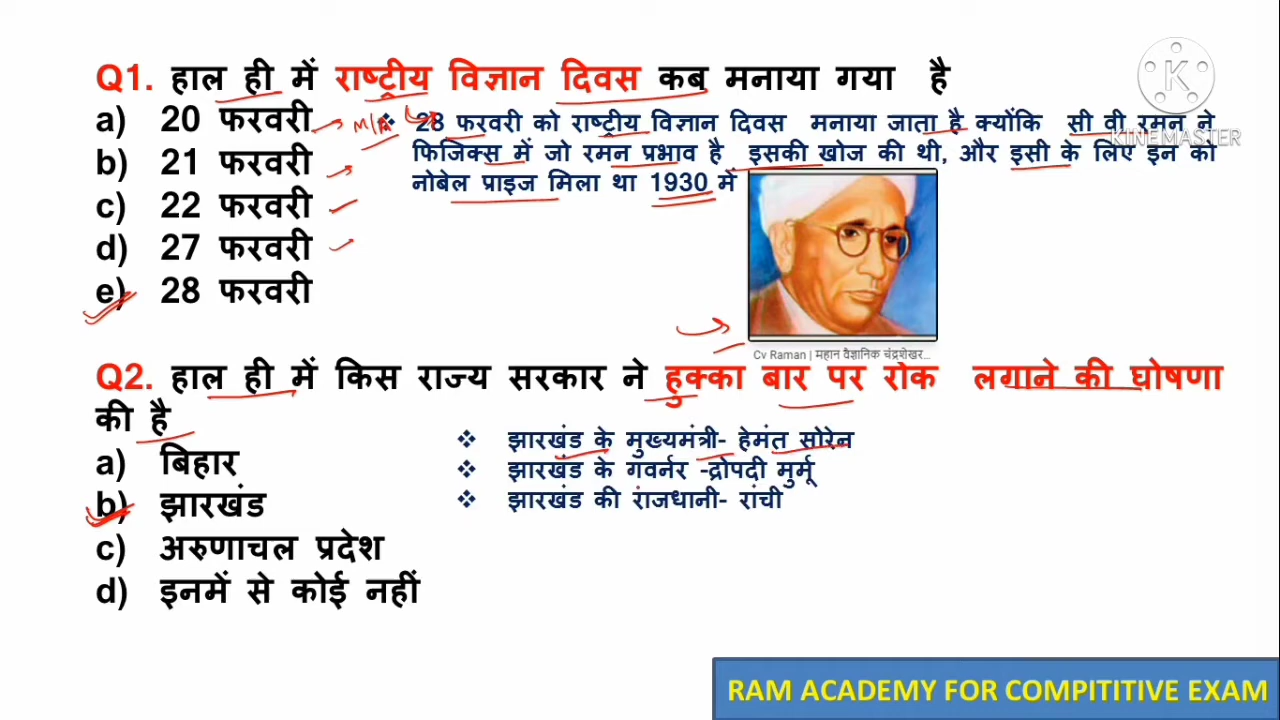 Q1. हाल ही में राष्ट्रीय विज्ञान दिवस कब मनाया गया है
a) 20 फरवरी
b) 21 फरवरी
c) 22 फरवरी
d) 27 फरवरी
e) 28 फरवरी
❖ 28 फरवरी को राष्ट्रीय विज्ञान दिवस मनाया जाता है क्योंकि सी वी रमन ने
फिजिक्स में जो रमन प्रभाव है इसकी खोज की थी, और इसी के लिए इन को
नोबेल प्राइज मिला था 1930 में
K
KINEMASTER
Cv Raman | महान वैज्ञानिक चंद्रशेखर...
Q2. हाल ही में किस राज्य सरकार ने हुक्का बार पर रोक लगाने की घोषणा
की है
a) बिहार
b) झारखंड
c) अरुणाचल प्रदेश
d) इनमें से कोई नहीं
❖ झारखंड के मुख्यमंत्री- हेमंत सोरेन
❖ झारखंड के गवर्नर -द्रोपदी मुर्मू
❖ झारखंड की राजधानी- रांची
RAM ACADEMY FOR COMPITITIVE EXAM